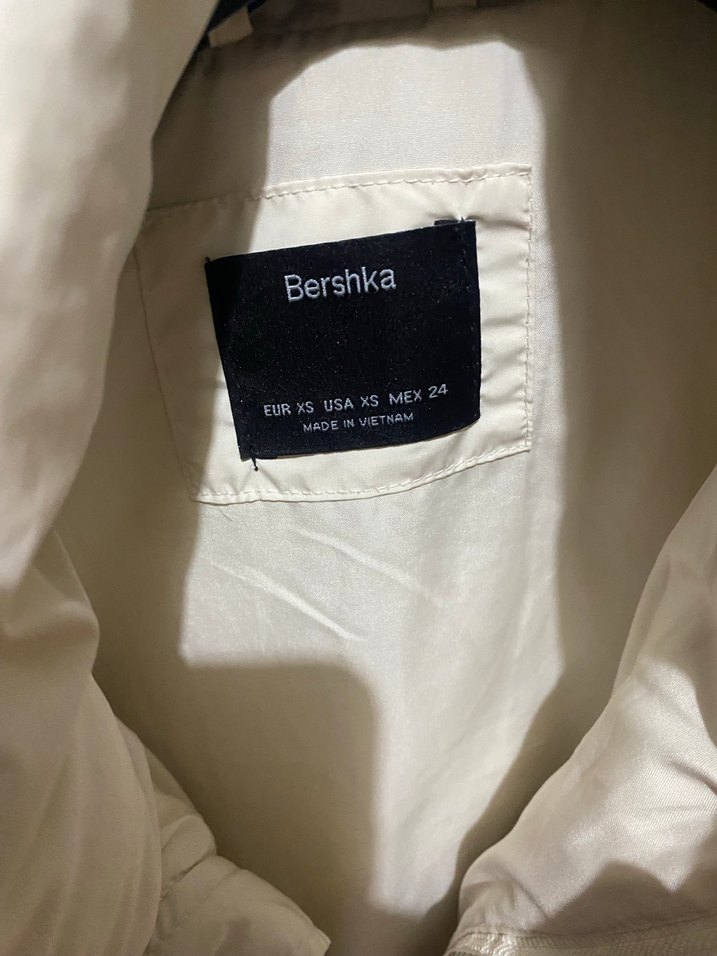 Bershka
EUR XS USA XS MEX 24
MADE IN VIETNAM